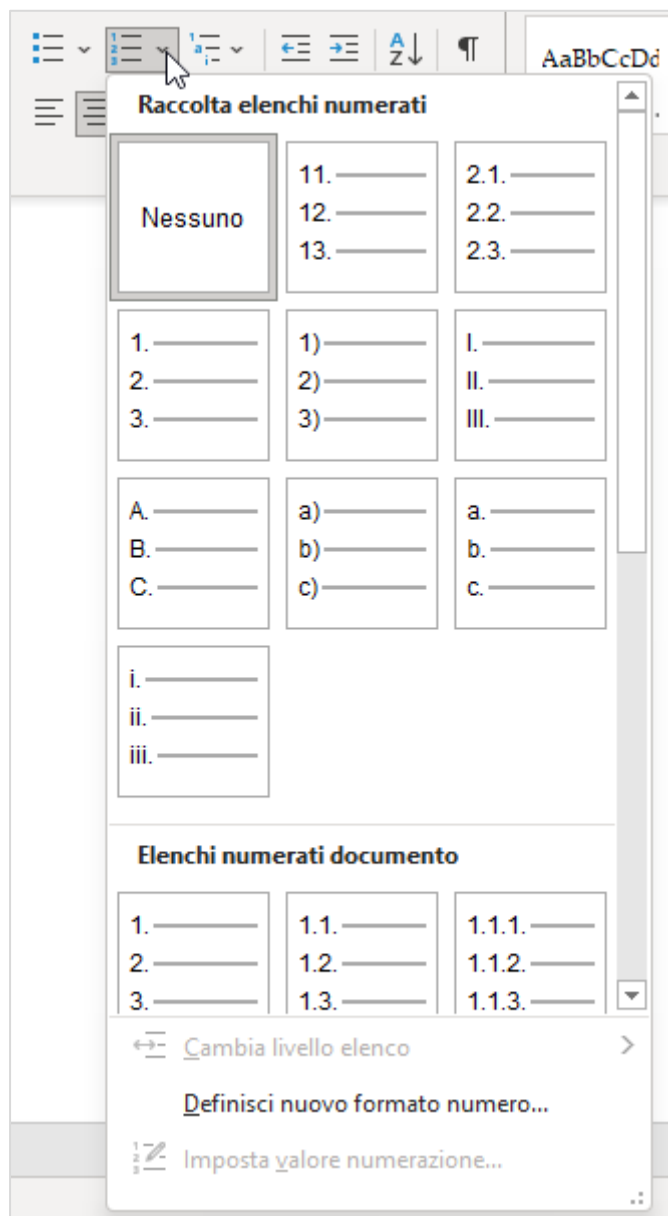 AaBbCcDd
Raccolta elenchi numerati
Nessuno
11.
12.
13.
2.1.
2.2.
2.3.
1.
2.
3.
1)
2)
3)
I.
II.
III.
A.
B.
C.
a)
b)
c)
a.
b.
c.
i.
ii.
iii.
Elenchi numerati documento
1.
2.
3.
1.1.
1.2.
1.3.
1.1.1.
1.1.2.
1.1.3.
Cambia livello elenco
Definisci nuovo formato numero...
Imposta valore numerazione...